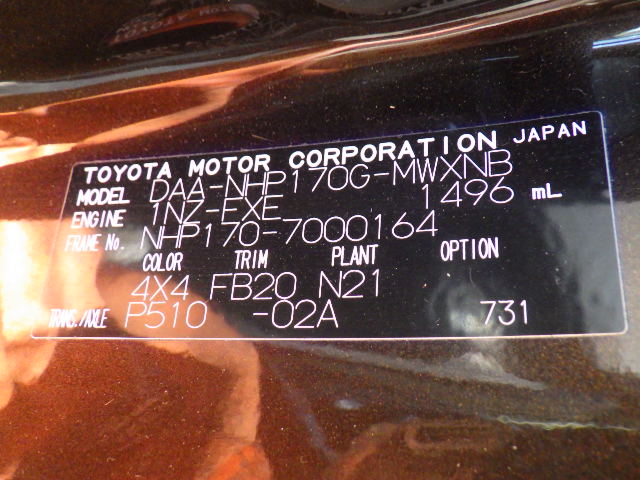 TOYOTA MOTOR CORPORATION JAPAN
MODEL DAA-NHP170G-MWXNB
ENGINE 1NZ-EXE 1496 mL
FRAME No. NHP170-7000164
COLOR TRIM PLANT OPTION
4X4 FB20 N21
TRANS./AXLE P510 -02A 731